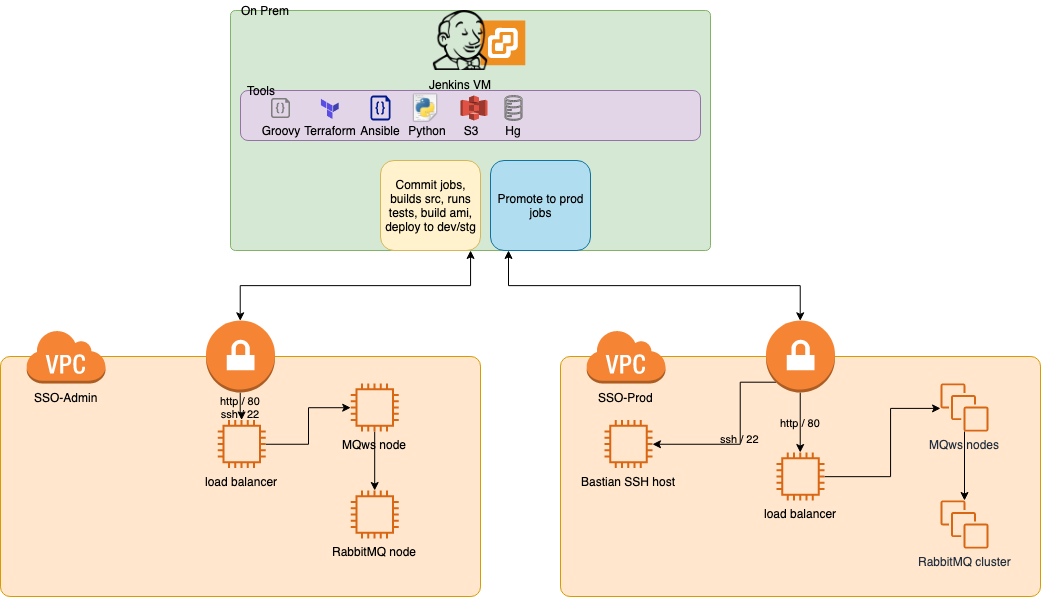 On Prem
Jenkins VM
Tools
Groovy
Terraform
Ansible
Python
S3
Hg
Commit jobs,
builds src, runs
tests, build ami,
deploy to dev/stg
Promote to prod
jobs
VPC
SSO-Admin
http / 80
ssh / 22
load balancer
MQws node
RabbitMQ node
VPC
SSO-Prod
ssh / 22
http / 80
Bastian SSH host
load balancer
MQws nodes
RabbitMQ cluster